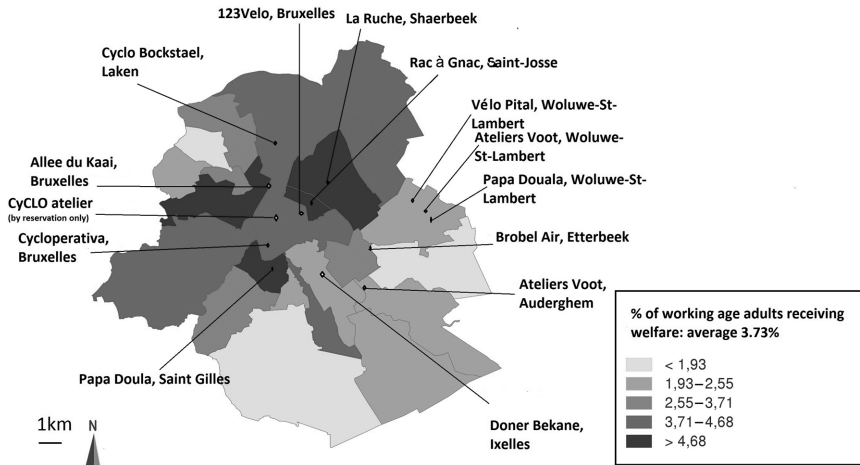 123Velo, Bruxelles
La Ruche, Shaerbeek
Cyclo Bockstael,
Laken
Rac à Gnac, Saint-Josse
Vélo Pital, Woluwe-St-
Lambert
Ateliers Voot, Woluwe-
St-Lambert
Allee du Kaai,
Bruxelles
Papa Douala, Woluwe-St-
Lambert
CyCLO atelier
(by reservation only)
Cycloperativa,
Bruxelles
Brobel Air, Etterbeek
Ateliers Voot,
Auderghem
Papa Doula, Saint Gilles
Doner Bekane,
Ixelles
1km
N
% of working age adults receiving
welfare: average 3.73%
< 1,93
1,93–2,55
2,55–3,71
3,71–4,68
> 4,68